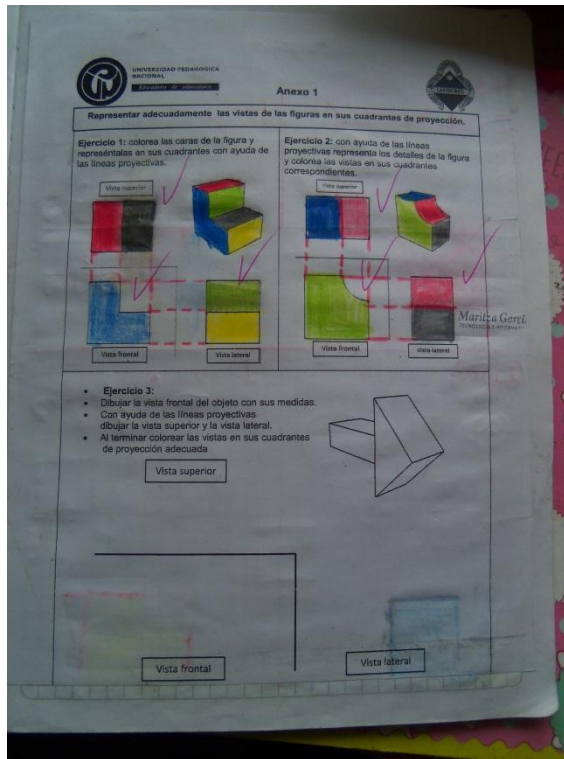 UNIVERSIDAD PEDAGOGICA
NACIONAL
Educadora de educadores
Anexo 1
Representar adecuadamente las vistas de las figuras en sus cuadrantes de proyección.
Ejercicio 1: colorea las caras de la figura y
represéntalas en sus cuadrantes con ayuda de
las líneas proyectivas.
Vista superior
Vista frontal
Vista lateral
Ejercicio 2: con ayuda de las líneas
proyectivas representa los detalles de la figura
y colorea las vistas en sus cuadrantes
correspondientes.
Vista superior
Maritza
Vista frontal
Vista lateral
• Ejercicio 3:
• Dibujar la vista frontal del objeto con sus medidas.
• Con ayuda de las líneas proyectivas
dibujar la vista superior y la vista lateral.
• Al terminar colorear las vistas en sus cuadrantes
de proyección adecuada
Vista superior
Vista frontal
Vista lateral